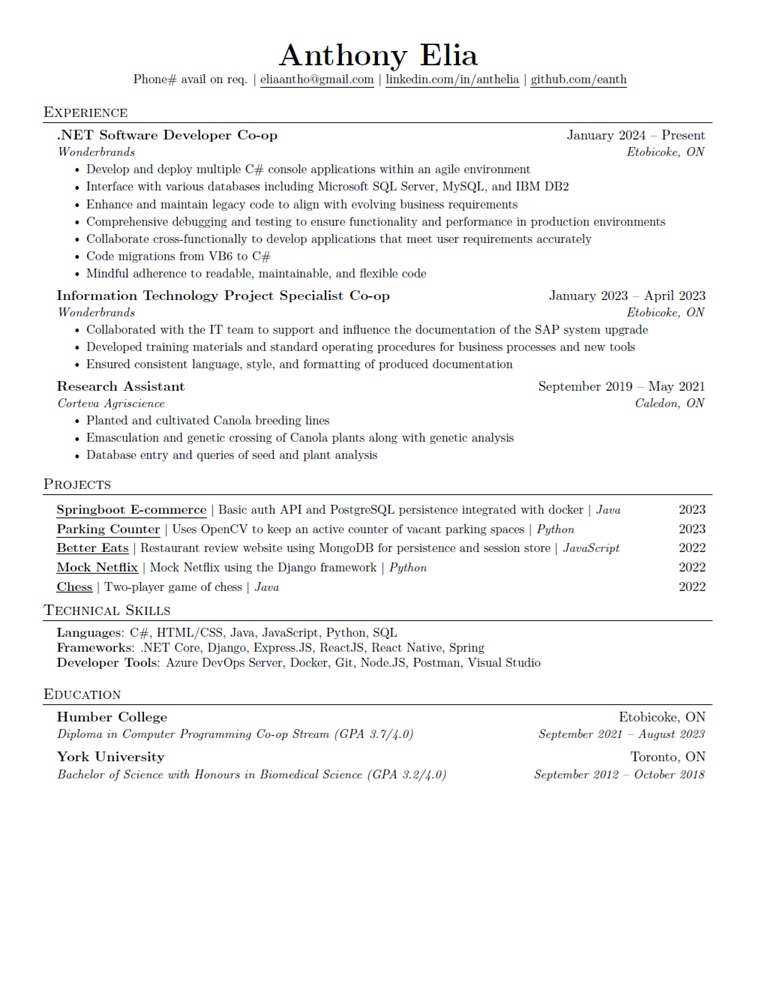 Anthony Elia
Phone# avail on req. | eliaantho@gmail.com | linkedin.com/in/anthelia | github.com/eanth
Experience
.NET Software Developer Co-op January 2024 – Present
Wonderbrands Etobicoke, ON
• Develop and deploy multiple C# console applications within an agile environment
• Interface with various databases including Microsoft SQL Server, MySQL, and IBM DB2
• Enhance and maintain legacy code to align with evolving business requirements
• Comprehensive debugging and testing to ensure functionality and performance in production environments
• Collaborate cross-functionally to develop applications that meet user requirements accurately
• Code migrations from VB6 to C#
• Mindful adherence to readable, maintainable, and flexible code
Information Technology Project Specialist Co-op January 2023 – April 2023
Wonderbrands Etobicoke, ON
• Collaborated with the IT team to support and influence the documentation of the SAP system upgrade
• Developed training materials and standard operating procedures for business processes and new tools
• Ensured consistent language, style, and formatting of produced documentation
Research Assistant September 2019 – May 2021
Corteva Agriscience Caledon, ON
• Planted and cultivated Canola breeding lines
• Emasculation and genetic crossing of Canola plants along with genetic analysis
• Database entry and queries of seed and plant analysis
Projects
Springboot E-commerce | Basic auth API and PostgreSQL persistence integrated with docker | Java 2023
Parking Counter | Uses OpenCV to keep an active counter of vacant parking spaces | Python 2023
Better Eats | Restaurant review website using MongoDB for persistence and session store | JavaScript 2022
Mock Netflix | Mock Netflix using the Django framework | Python 2022
Chess | Two-player game of chess | Java 2022
Technical Skills
Languages: C#, HTML/CSS, Java, JavaScript, Python, SQL
Frameworks: .NET Core, Django, Express.JS, ReactJS, React Native, Spring
Developer Tools: Azure DevOps Server, Docker, Git, Node.JS, Postman, Visual Studio
Education
Humber College Etobicoke, ON
Diploma in Computer Programming Co-op Stream (GPA 3.7/4.0) September 2021 – August 2023
York University Toronto, ON
Bachelor of Science with Honours in Biomedical Science (GPA 3.2/4.0) September 2012 – October 2018